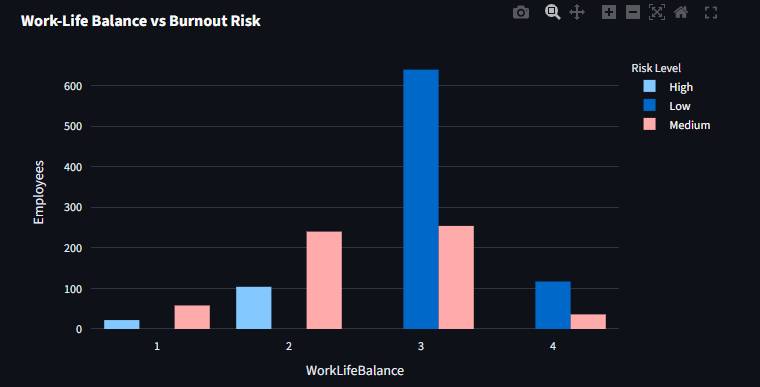 Work-Life Balance vs Burnout Risk
Risk Level
High
Low
Medium
Employees
600
500
400
300
200
100
0
1 2 3 4
WorkLifeBalance